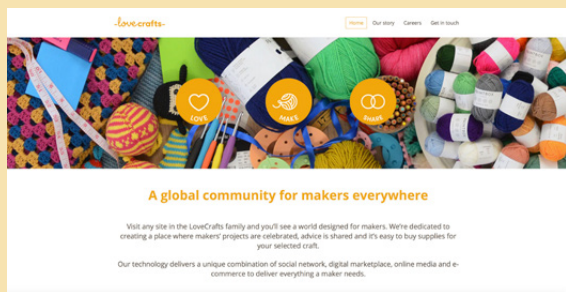 -lovecrafts-
Home Our story Careers Get in touch
LOVE MAKE SHARE
A global community for makers everywhere
Visit any site in the LoveCrafts family and you'll see a world designed for makers. We're dedicated to
creating a place where makers' projects are celebrated, advice is shared and it's easy to buy supplies for
your selected craft.
Our technology delivers a unique combination of social network, digital marketplace, online media and e-
commerce to deliver everything a maker needs.